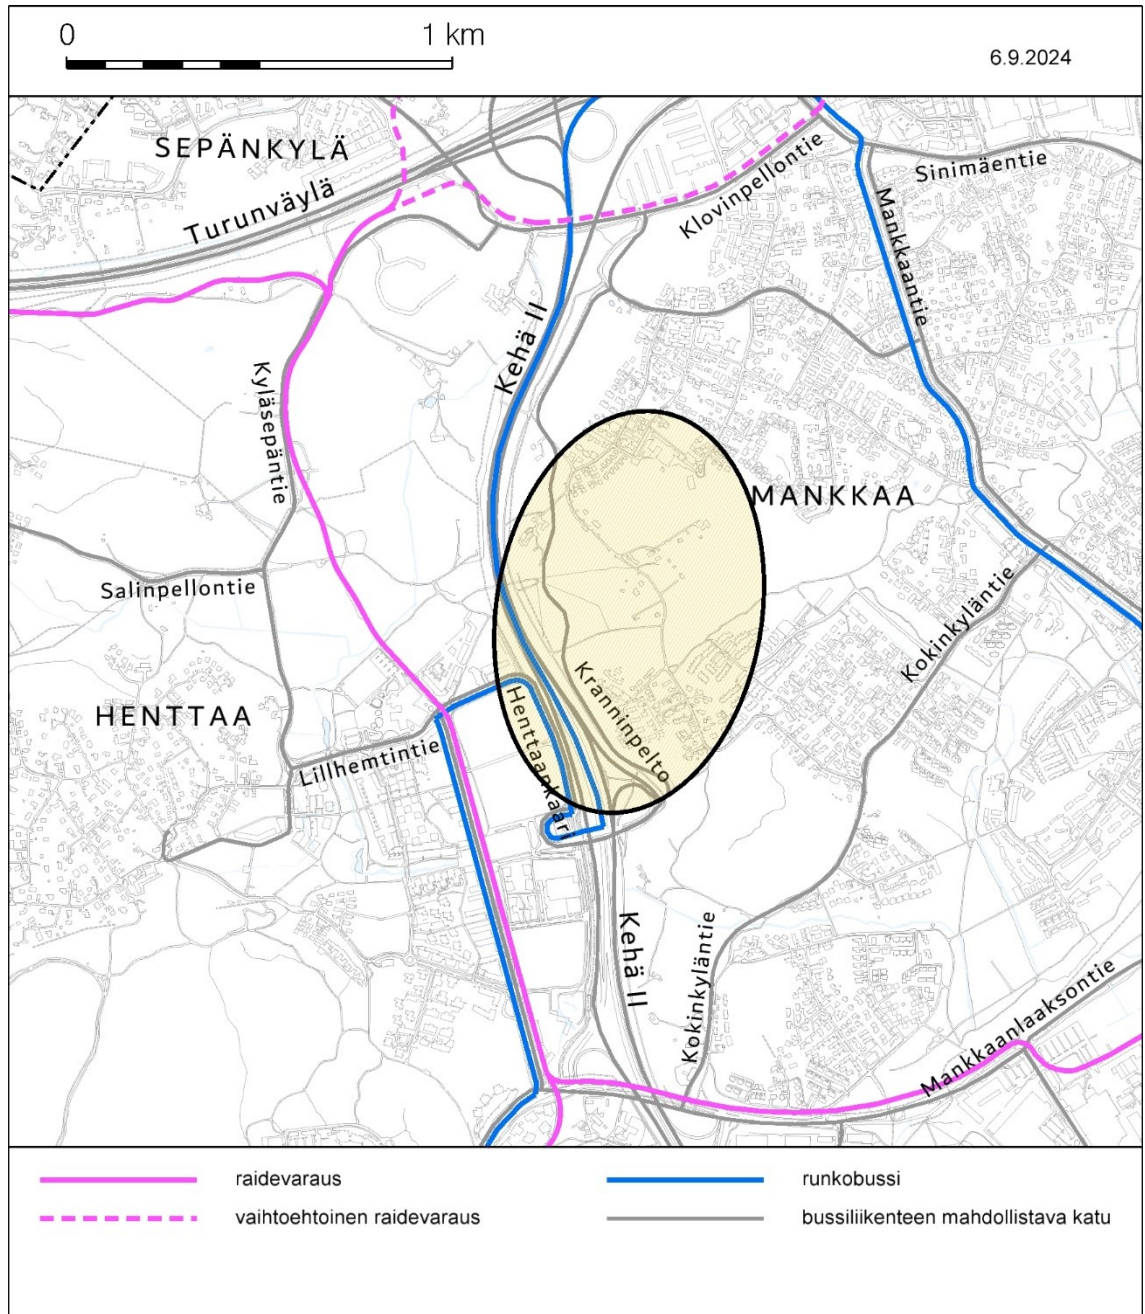 0 1 km
6.9.2024
SEPÄNKYLÄ
Turunväylä
Klovinpellontie
Sinimäentie
Mankkaantie
Kehä II
Kyläsepäntie
MANKKAA
Salinpellontie
Kokinkyläntie
HENTTAA
Lillhemtintie
Henttaankaari
Kranninpelto
Kehä II
Kokinkyläntie
Mankkaanlaaksontie
raidevaraus
runkobussi
vaihtoehtoinen raidevaraus
bussiliikenteen mahdollistava katu